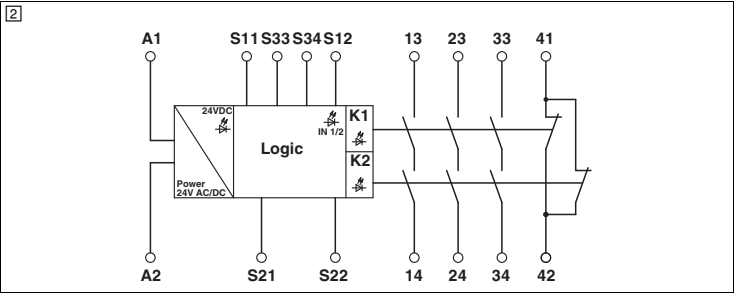 2
A1 S11 S33 S34 S12 13 23 33 41
24VDC
IN 1/2
K1
Logic
K2
Power
24V AC/DC
A2 S21 S22 14 24 34 42